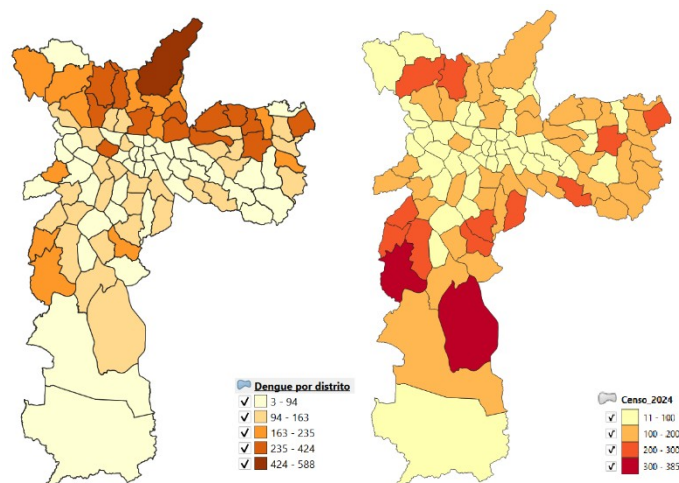 Dengue por distrito
3 - 94
94 - 163
163 - 235
235 - 424
424 - 588
Censo_2024
11 - 100
100 - 200
200 - 300
300 - 385